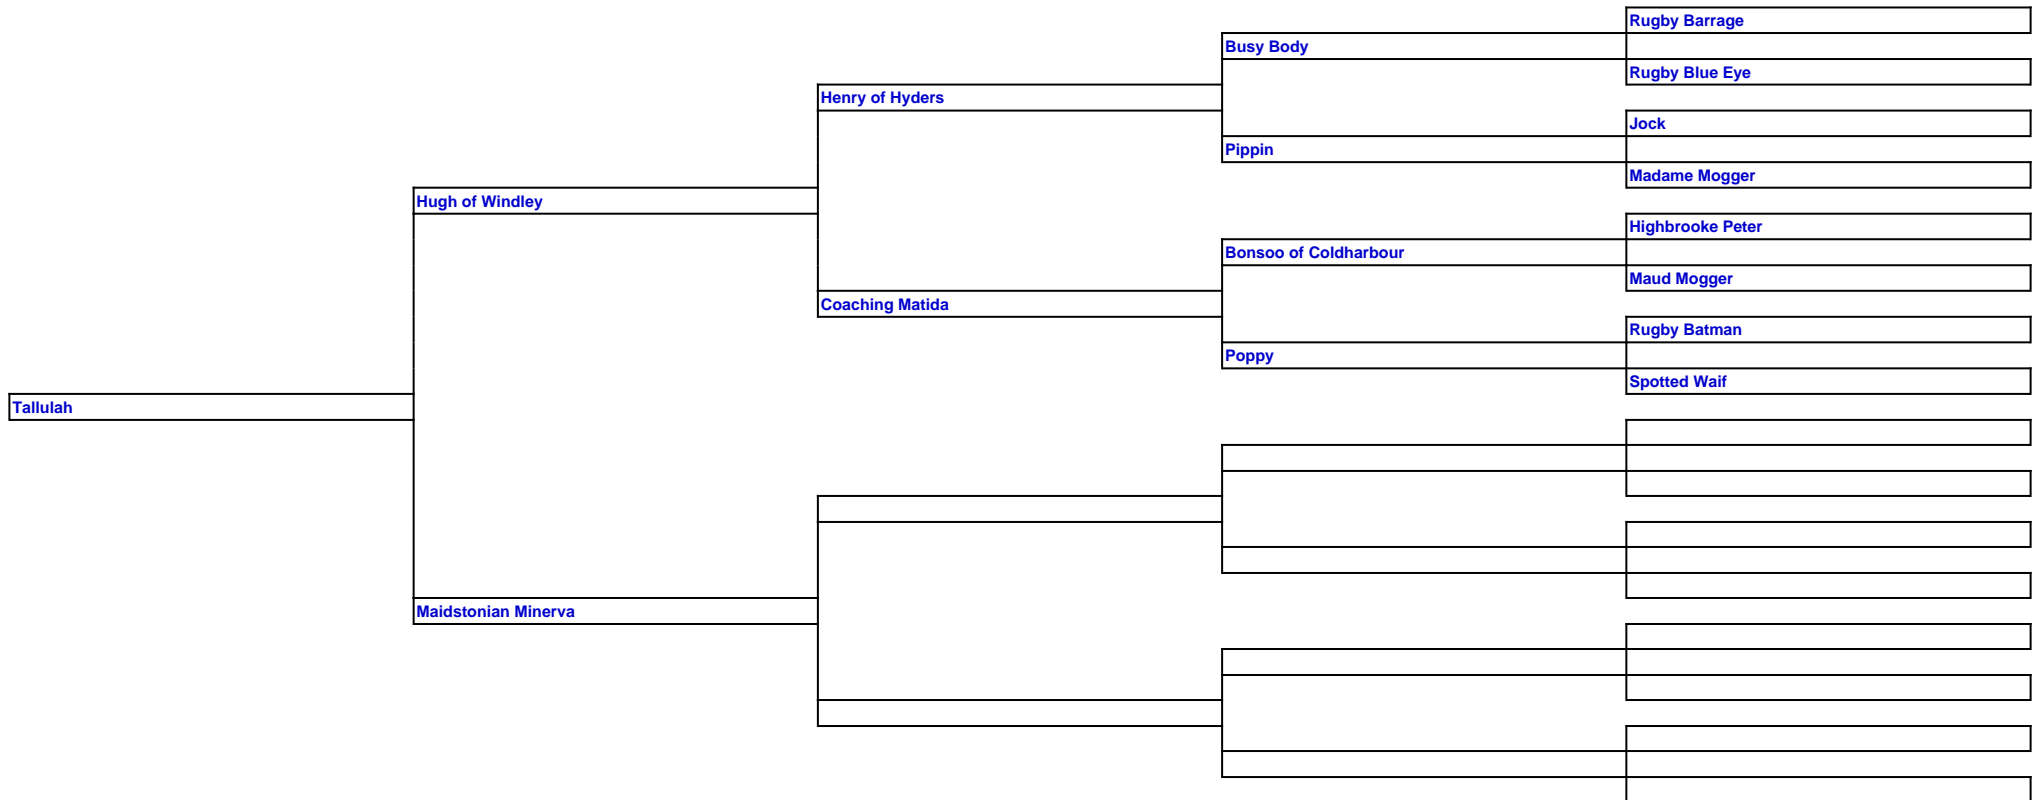 Rugby Barrage
Busy Body
Rugby Blue Eye
Henry of Hyders
Jock
Pippin
Madame Mogger
Hugh of Windley
Highbrooke Peter
Bonsoo of Coldharbour
Maud Mogger
Coaching Matida
Rugby Batman
Poppy
Spotted Waif
Tallulah
Maidstonian Minerva